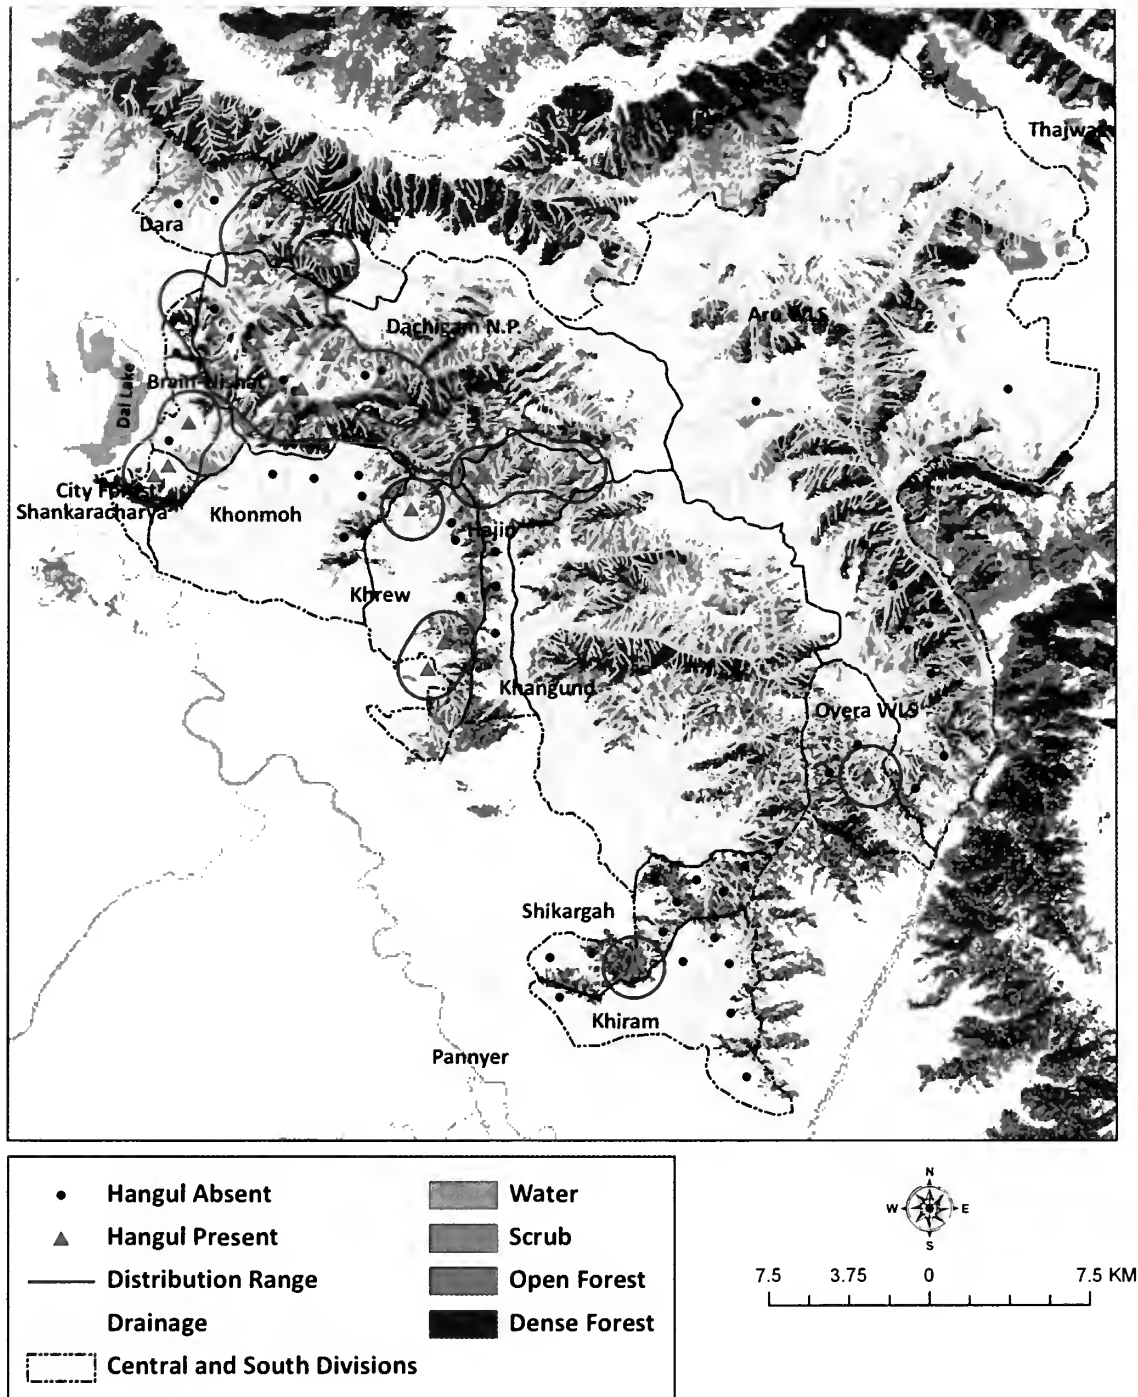 Thajwas
Dara
Aru WLS
Dachigam N.P.
Brain-Nishat
Dal Lake
City Forest
Shankaracharya
Khonmoh
Hajin
Khrew
Khangund
Overa WLS
Shikargah
Khiram
Pannyer
Hangul Absent
Hangul Present
Distribution Range
Drainage
Central and South Divisions
Water
Scrub
Open Forest
Dense Forest
N
W E
S
7.5 3.75 0 7.5 KM